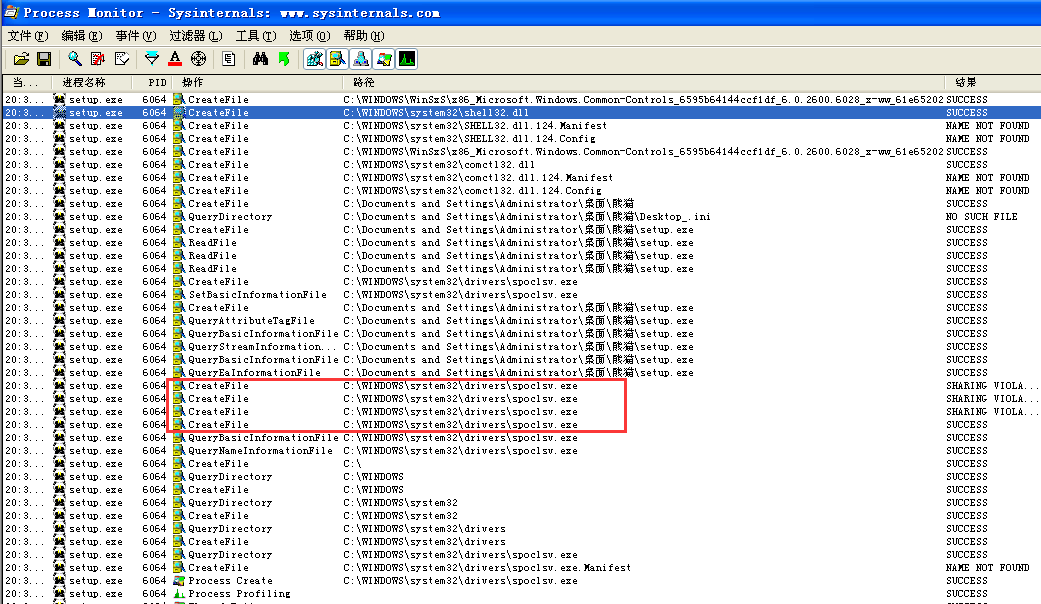 Process Monitor - Sysinternals: www.sysinternals.com
文件(F) 编辑(E) 事件(V) 过滤器(L) 工具(T) 选项(O) 帮助(H)
当... 进程名称 PID 操作 路径 结果
20:3... setup.exe 6064 CreateFile C:\WINDOWS\WinSxS\x86_Microsoft.Windows.Common-Controls_6595b64144ccf1df_6.0.2600.6028_x-ww_61e65202 SUCCESS
20:3... setup.exe 6064 CreateFile C:\WINDOWS\system32\shell32.dll SUCCESS
20:3... setup.exe 6064 CreateFile C:\WINDOWS\system32\SHELL32.dll.124.Manifest NAME NOT FOUND
20:3... setup.exe 6064 CreateFile C:\WINDOWS\system32\SHELL32.dll.124.Config NAME NOT FOUND
20:3... setup.exe 6064 CreateFile C:\WINDOWS\WinSxS\x86_Microsoft.Windows.Common-Controls_6595b64144ccf1df_6.0.2600.6028_x-ww_61e65202 SUCCESS
20:3... setup.exe 6064 CreateFile C:\WINDOWS\system32\comctl32.dll SUCCESS
20:3... setup.exe 6064 CreateFile C:\WINDOWS\system32\comctl32.dll.124.Manifest NAME NOT FOUND
20:3... setup.exe 6064 CreateFile C:\WINDOWS\system32\comctl32.dll.124.Config NAME NOT FOUND
20:3... setup.exe 6064 CreateFile C:\Documents and Settings\Administrator\桌面\熊猫 SUCCESS
20:3... setup.exe 6064 QueryDirectory C:\Documents and Settings\Administrator\桌面\熊猫\Desktop_.ini NO SUCH FILE
20:3... setup.exe 6064 CreateFile C:\Documents and Settings\Administrator\桌面\熊猫\setup.exe SUCCESS
20:3... setup.exe 6064 ReadFile C:\Documents and Settings\Administrator\桌面\熊猫\setup.exe SUCCESS
20:3... setup.exe 6064 ReadFile C:\Documents and Settings\Administrator\桌面\熊猫\setup.exe SUCCESS
20:3... setup.exe 6064 ReadFile C:\Documents and Settings\Administrator\桌面\熊猫\setup.exe SUCCESS
20:3... setup.exe 6064 CreateFile C:\WINDOWS\system32\drivers\spoclsv.exe SUCCESS
20:3... setup.exe 6064 SetBasicInformationFile C:\WINDOWS\system32\drivers\spoclsv.exe SUCCESS
20:3... setup.exe 6064 CreateFile C:\Documents and Settings\Administrator\桌面\熊猫\setup.exe SUCCESS
20:3... setup.exe 6064 QueryAttributeTagFile C:\Documents and Settings\Administrator\桌面\熊猫\setup.exe SUCCESS
20:3... setup.exe 6064 QueryBasicInformationFile C:\Documents and Settings\Administrator\桌面\熊猫\setup.exe SUCCESS
20:3... setup.exe 6064 QueryStreamInformation... C:\Documents and Settings\Administrator\桌面\熊猫\setup.exe SUCCESS
20:3... setup.exe 6064 QueryBasicInformationFile C:\Documents and Settings\Administrator\桌面\熊猫\setup.exe SUCCESS
20:3... setup.exe 6064 QueryEaInformationFile C:\Documents and Settings\Administrator\桌面\熊猫\setup.exe SUCCESS
20:3... setup.exe 6064 CreateFile C:\WINDOWS\system32\drivers\spoclsv.exe SHARING VIOLA...
20:3... setup.exe 6064 CreateFile C:\WINDOWS\system32\drivers\spoclsv.exe SHARING VIOLA...
20:3... setup.exe 6064 CreateFile C:\WINDOWS\system32\drivers\spoclsv.exe SHARING VIOLA...
20:3... setup.exe 6064 CreateFile C:\WINDOWS\system32\drivers\spoclsv.exe SUCCESS
20:3... setup.exe 6064 QueryBasicInformationFile C:\WINDOWS\system32\drivers\spoclsv.exe SUCCESS
20:3... setup.exe 6064 QueryNameInformationFile C:\WINDOWS\system32\drivers\spoclsv.exe SUCCESS
20:3... setup.exe 6064 CreateFile C:\ SUCCESS
20:3... setup.exe 6064 QueryDirectory C:\WINDOWS SUCCESS
20:3... setup.exe 6064 CreateFile C:\WINDOWS SUCCESS
20:3... setup.exe 6064 QueryDirectory C:\WINDOWS\system32 SUCCESS
20:3... setup.exe 6064 CreateFile C:\WINDOWS\system32 SUCCESS
20:3... setup.exe 6064 QueryDirectory C:\WINDOWS\system32\drivers SUCCESS
20:3... setup.exe 6064 CreateFile C:\WINDOWS\system32\drivers SUCCESS
20:3... setup.exe 6064 QueryDirectory C:\WINDOWS\system32\drivers\spoclsv.exe SUCCESS
20:3... setup.exe 6064 CreateFile C:\WINDOWS\system32\drivers\spoclsv.exe.Manifest NAME NOT FOUND
20:3... setup.exe 6064 Process Create C:\WINDOWS\system32\drivers\spoclsv.exe SUCCESS
20:3... setup.exe 6064 Process Profiling SUCCESS